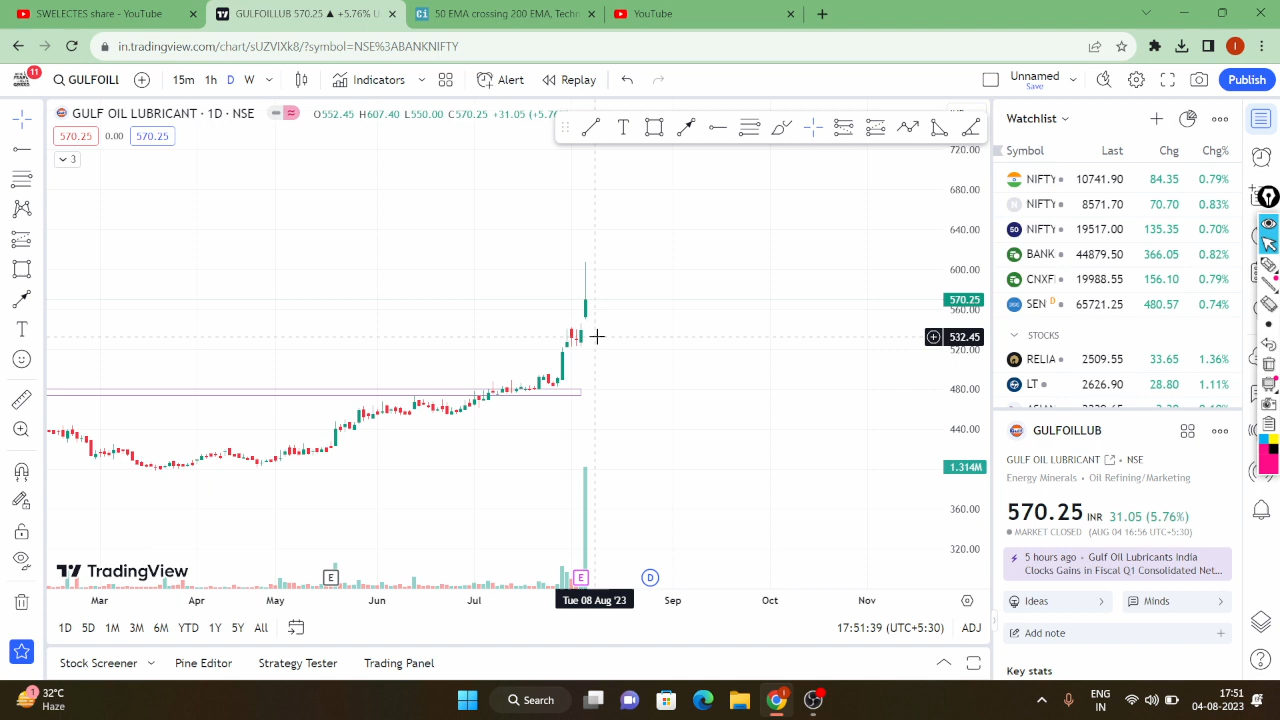 SWELECTES share - YouTube
GULFOILLUB 570.25 ▲ +5.76% U
50 EMA crossing 200 EMA, Techn
YouTube
in.tradingview.com/chart/sUZVIXk8/?symbol=NSE%3ABANKNIFTY
11
GULFOILL
15m 1h D W
Indicators
Alert
Replay
Unnamed
Save
Publish
GULF OIL LUBRICANT · 1D · NSE
O552.45 H607.40 L550.00 C570.25 +31.05 (+5.
570.25 0.00 570.25
3
720.00
680.00
640.00
600.00
570.25
560.00
532.45
520.00
480.00
440.00
1.314M
360.00
320.00
TradingView
E
E
D
Mar Apr May Jun Jul Tue 08 Aug '23 Sep Oct Nov
1D 5D 1M 3M 6M YTD 1Y 5Y All
17:51:39 (UTC+5:30) ADJ
Stock Screener Pine Editor Strategy Tester Trading Panel
Watchlist
Symbol Last Chg Chg%
NIFTY 10741.90 84.35 0.79%
NIFTY 8571.70 70.70 0.83%
NIFTY 19517.00 135.35 0.70%
BANK 44879.50 366.05 0.82%
CNXFI 19988.55 156.10 0.79%
SEN D 65721.25 480.57 0.74%
STOCKS
RELIA 2509.55 33.65 1.36%
LT 2626.90 28.80 1.11%
GULFOILLUB
GULF OIL LUBRICANT · NSE
Energy Minerals · Oil Refining/Marketing
570.25 INR 31.05 (5.76%)
MARKET CLOSED (AUG 04 16:56 UTC+5:30)
5 hours ago · Gulf Oil Lubricants India
Clocks Gains in Fiscal Q1 Consolidated Net...
Ideas
Minds
Add note
Key stats
1
32°C
Haze
Search
ENG
IN
17:51
04-08-2023